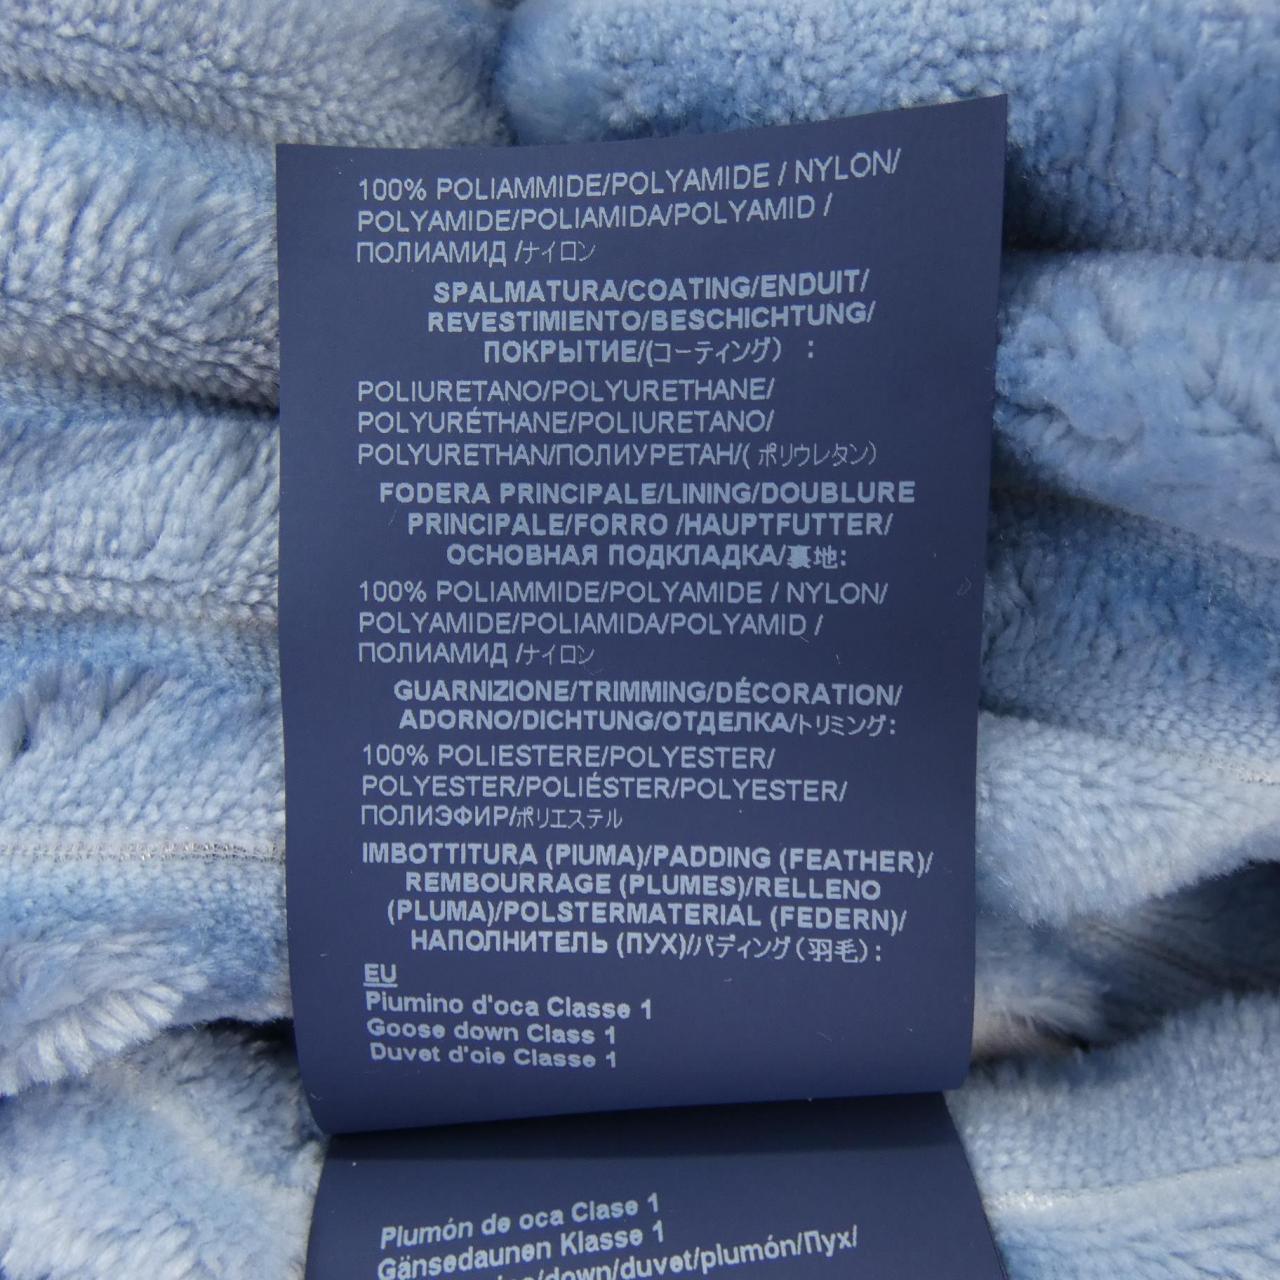 100% POLIAMMIDE/POLYAMIDE / NYLON/
POLYAMIDE/POLIAMIDA/POLYAMID /
ПОЛИАМИД /ナイロン
SPALMATURA/COATING/ENDUIT/
REVESTIMIENTO/BESCHICHTUNG/
ПОКРЫТИЕ/(コーティング) :
POLIURETANO/POLYURETHANE/
POLYURÉTHANE/POLIURETANO/
POLYURETHAN/ПОЛИУРЕТАН/( ポリウレタン)
FODERA PRINCIPALE/LINING/DOUBLURE
PRINCIPALE/FORRO /HAUPTFUTTER/
ОСНОВНАЯ ПОДКЛАДКА/裏地:
100% POLIAMMIDE/POLYAMIDE / NYLON/
POLYAMIDE/POLIAMIDA/POLYAMID /
ПОЛИАМИД /ナイロン
GUARNIZIONE/TRIMMING/DÉCORATION/
ADORNO/DICHTUNG/ОТДЕЛКА/トリミング:
100% POLIESTERE/POLYESTER/
POLYESTER/POLIÉSTER/POLYESTER/
ПОЛИЭФИР/ポリエステル
IMBOTTITURA (PIUMA)/PADDING (FEATHER)/
REMBOURRAGE (PLUMES)/RELLENO
(PLUMA)/POLSTERMATERIAL (FEDERN)/
НАПОЛНИТЕЛЬ (ПУХ)/パディング(羽毛):
EU
Piumino d'oca Classe 1
Goose down Class 1
Duvet d'oie Classe 1
Plumón de oca Clase 1
Gänsedaunen Klasse 1
/down/duvet/plumón/Пух/